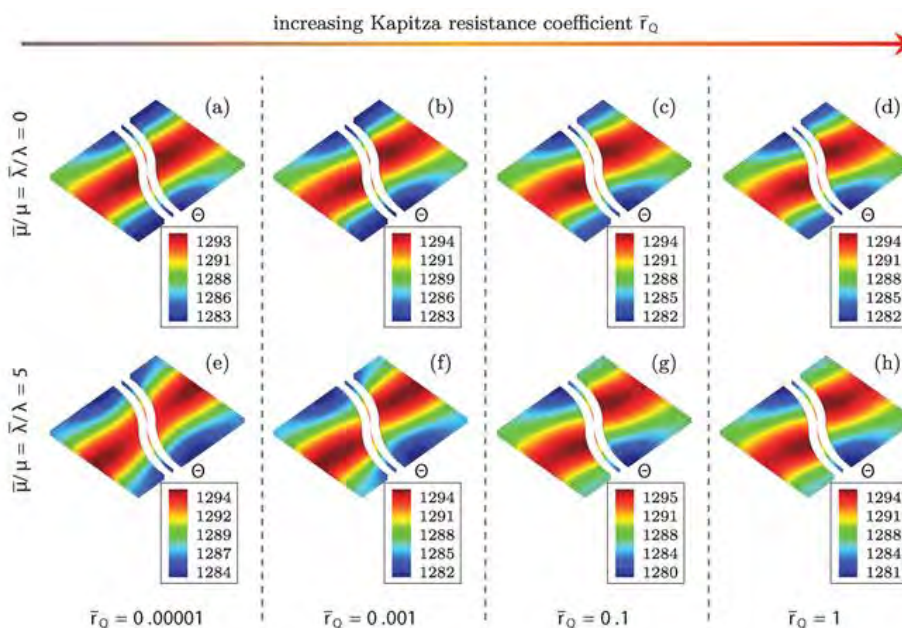 increasing Kapitza resistance coefficient r̅Q
μ̅/μ = λ̅/λ = 0
(a)
Θ
1293
1291
1288
1286
1283
(b)
Θ
1294
1291
1289
1286
1283
(c)
Θ
1294
1291
1288
1285
1282
(d)
Θ
1294
1291
1288
1285
1282
μ̅/μ = λ̅/λ = 5
(e)
Θ
1294
1292
1289
1287
1284
(f)
Θ
1294
1291
1288
1285
1282
(g)
Θ
1295
1291
1288
1284
1280
(h)
Θ
1294
1291
1288
1284
1281
r̅Q = 0.00001
r̅Q = 0.001
r̅Q = 0.1
r̅Q = 1